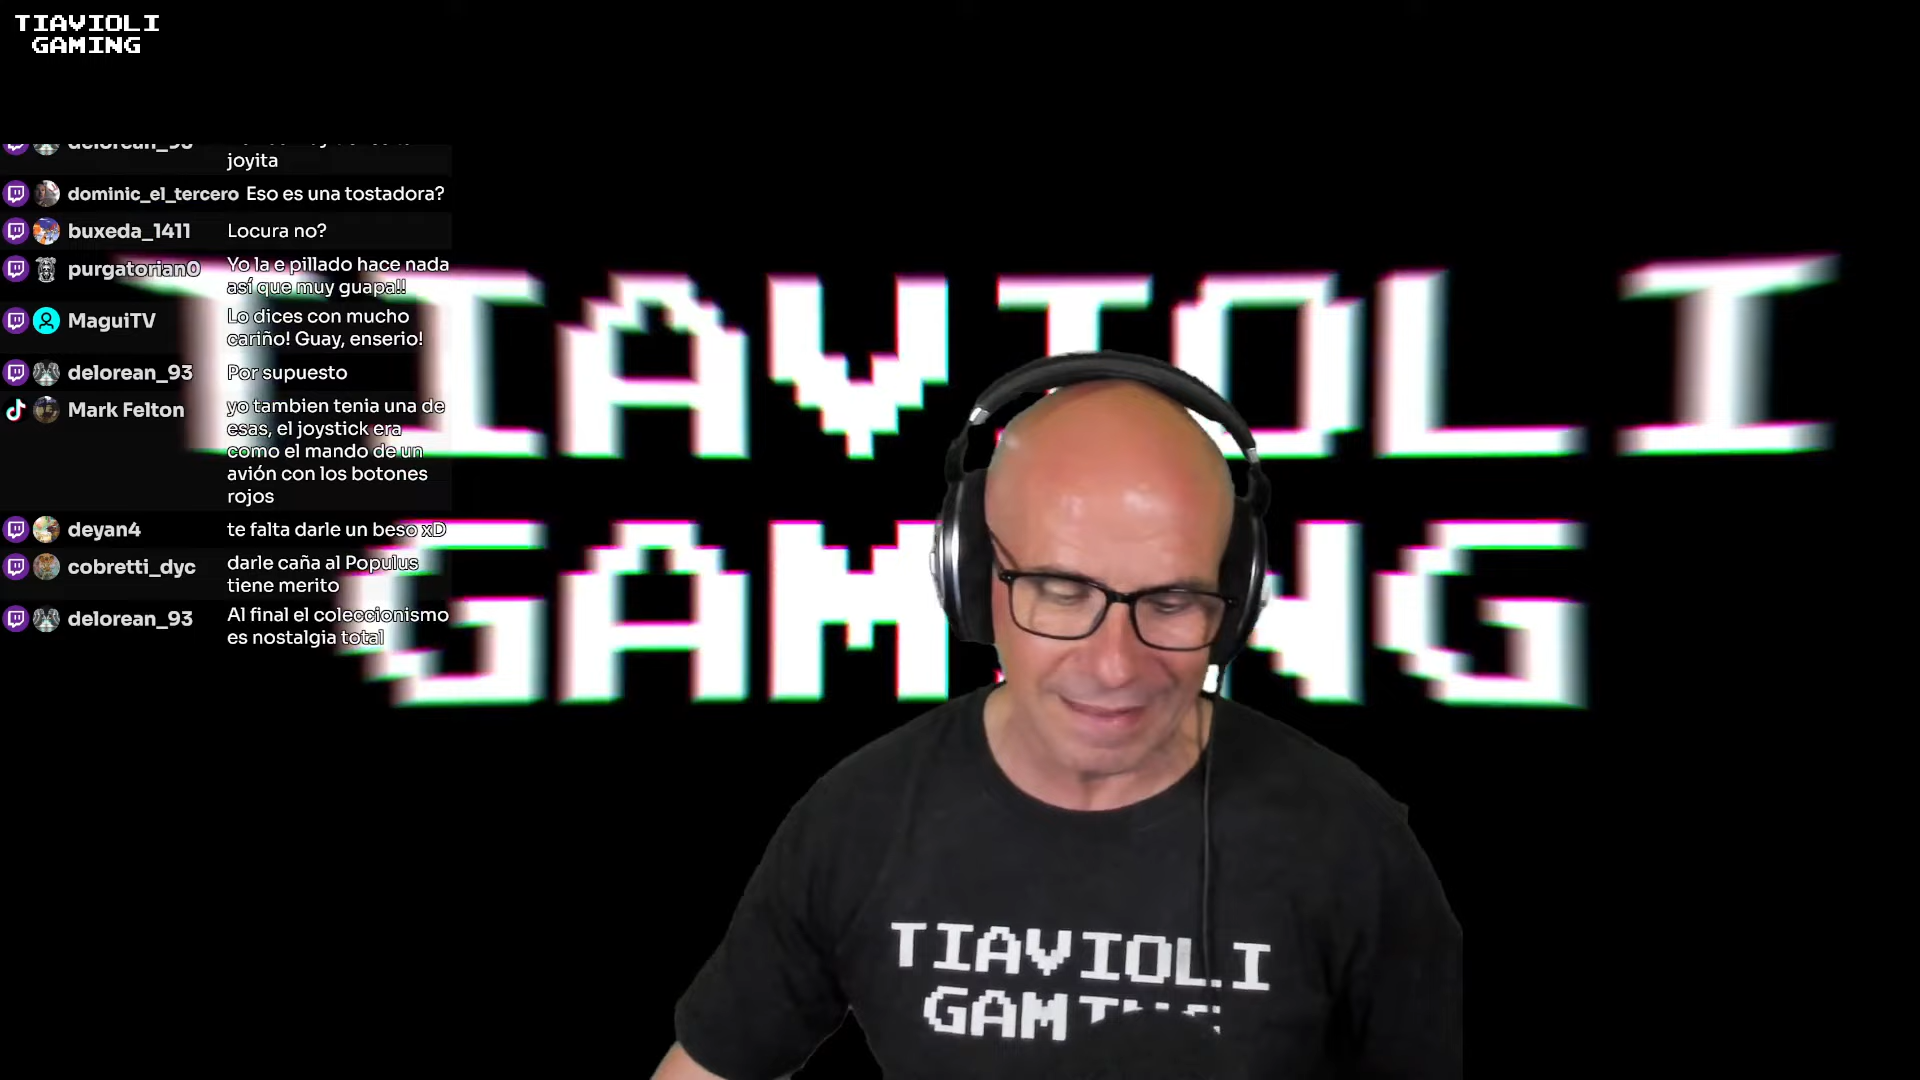 TIAVIOLI
GAMING
delorean_93
joyita
dominic_el_tercero Eso es una tostadora?
buxeda_1411 Locura no?
purgatorian0 Yo la e pillado hace nada
así que muy guapa!!
MaguiTV Lo dices con mucho
cariño! Guay, enserio!
delorean_93 Por supuesto
Mark Felton yo tambien tenia una de
esas, el joystick era
como el mando de un
avión con los botones
rojos
deyan4 te falta darle un beso xD
cobretti_dyc darle caña al Populus
tiene merito
delorean_93 Al final el coleccionismo
es nostalgia total
TIAVIOLI
GAMING
TIAVIOLI
GAMING